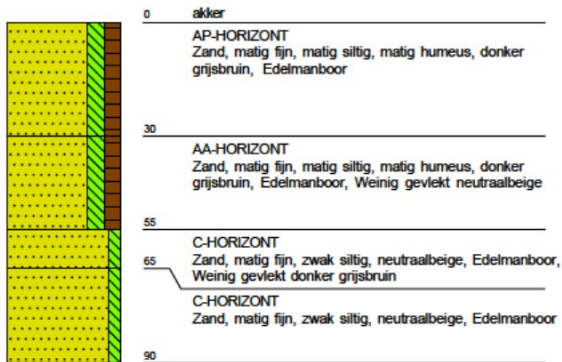 0 akker
AP-HORIZONT
Zand, matig fijn, matig siltig, matig humeus, donker
grijsbruin, Edelmanboor
30
AA-HORIZONT
Zand, matig fijn, matig siltig, matig humeus, donker
grijsbruin, Edelmanboor, Weinig gevlekt neutraalbeige
55
C-HORIZONT
Zand, matig fijn, zwak siltig, neutraalbeige, Edelmanboor,
Weinig gevlekt donker grijsbruin
65
C-HORIZONT
Zand, matig fijn, zwak siltig, neutraalbeige, Edelmanboor
90